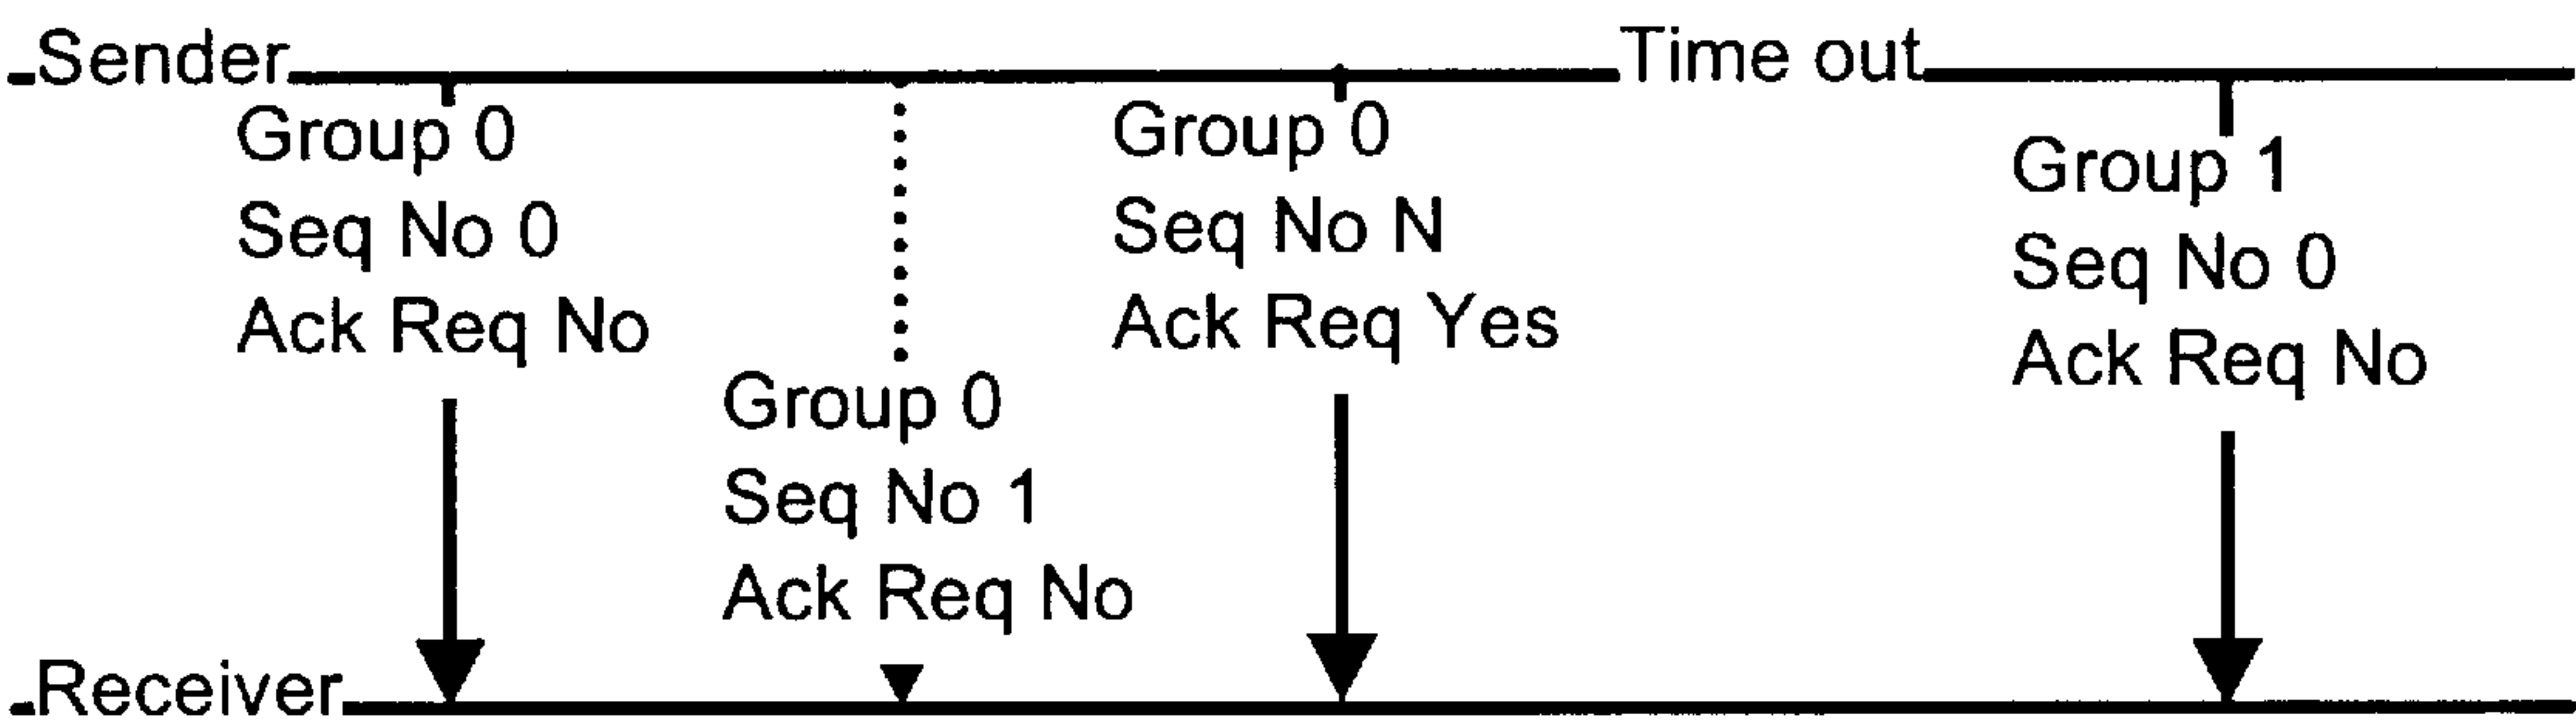 Sender
Time out
Group 0
Seq No 0
Ack Req No
Group 0
Seq No 1
Ack Req No
Group 0
Seq No N
Ack Req Yes
Group 1
Seq No 0
Ack Req No
Receiver